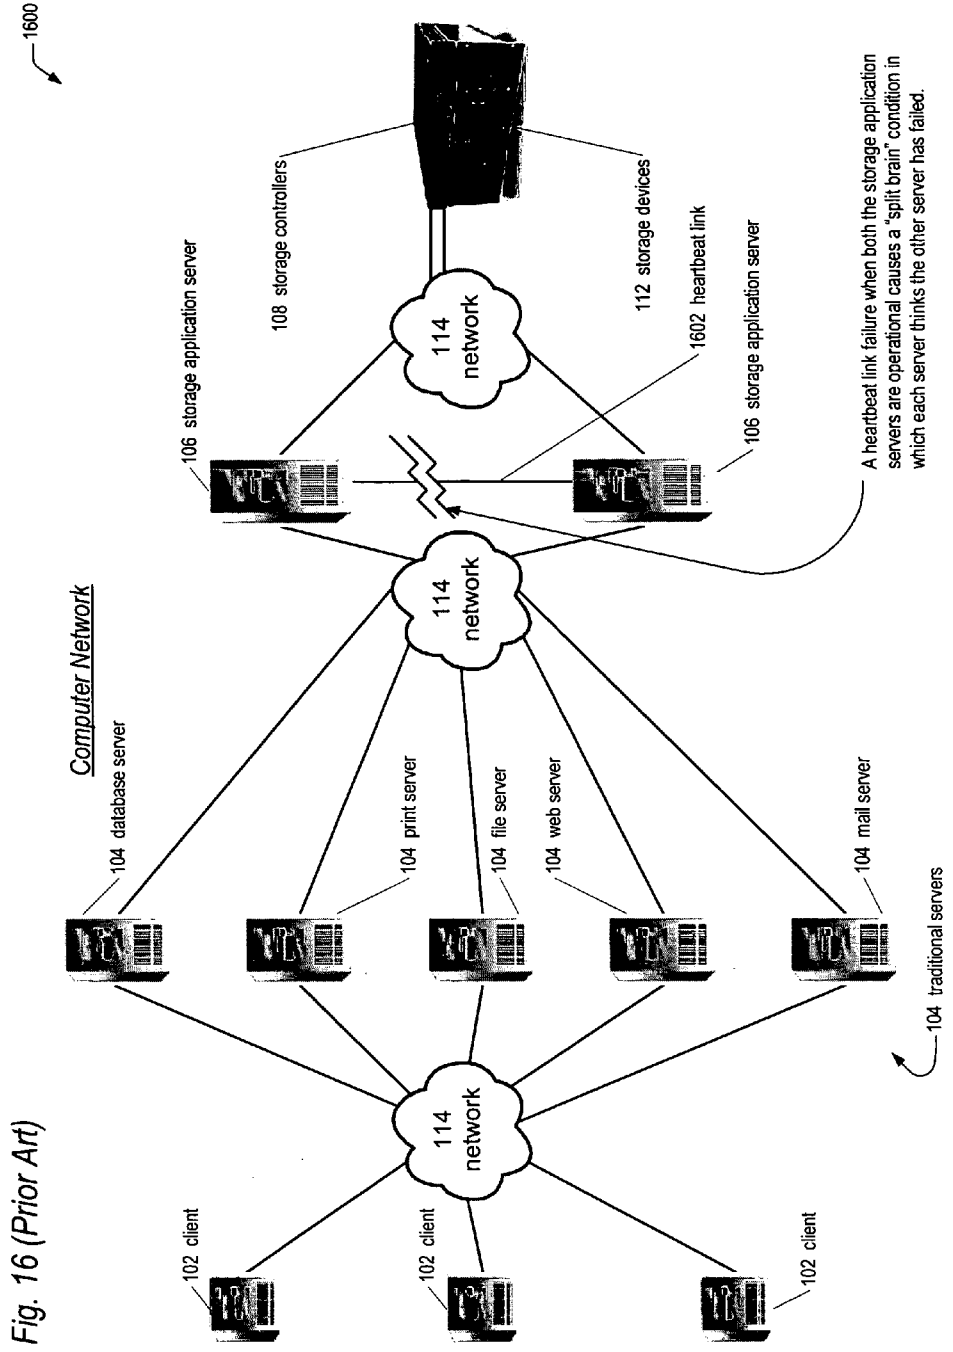 Fig. 16 (Prior Art)
Computer Network
1600
102 client
102 client
102 client
114
network
104 database server
104 print server
104 file server
104 web server
104 mail server
104 traditional servers
114
network
106 storage application server
106 storage application server
1602 heartbeat link
114
network
108 storage controllers
112 storage devices
A heartbeat link failure when both the storage application
servers are operational causes a “split brain” condition in
which each server thinks the other server has failed.